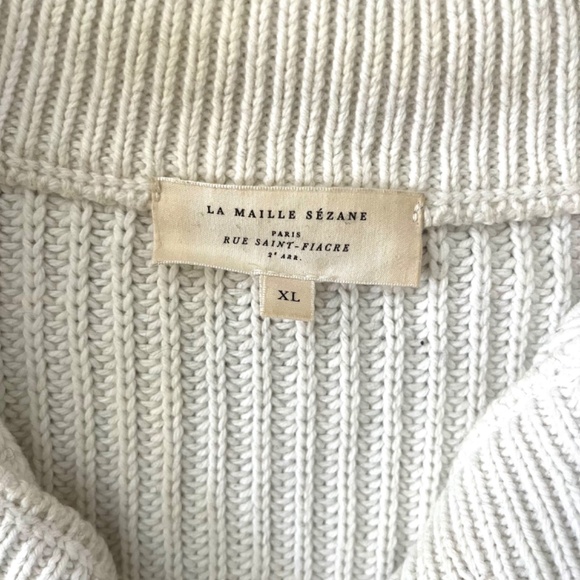 LA MAILLE SÉZANE
PARIS
RUE SAINT-FIACRE
2ᵉ ARR.
XL